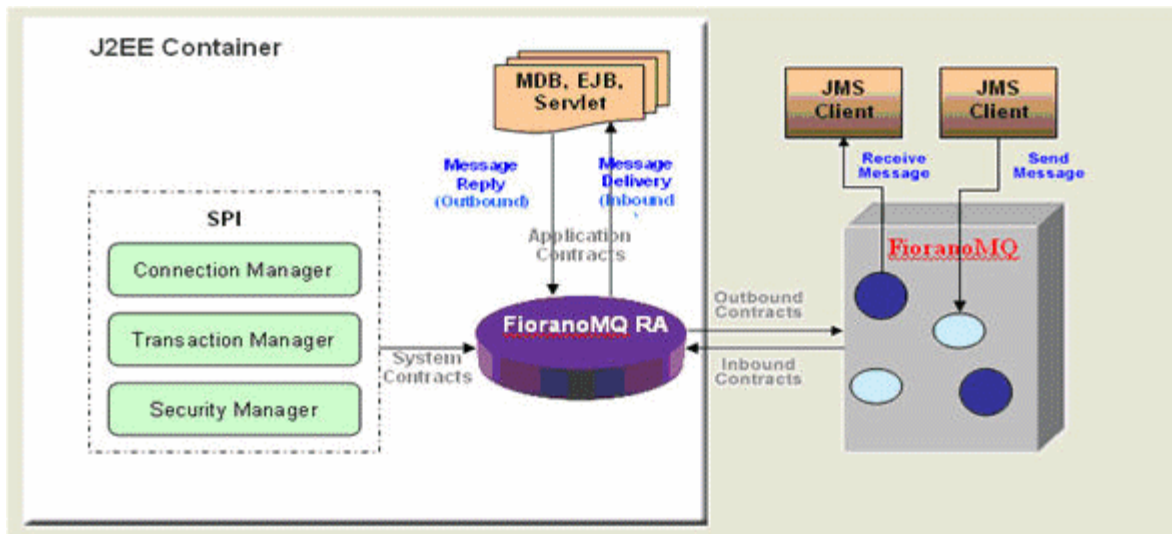 J2EE Container
MDB, EJB,
Servlet
Message
Reply
(Outbound)
Message
Delivery
(Inbound
Application
Contracts
SPI
Connection Manager
Transaction Manager
Security Manager
System
Contracts
FioranoMQ RA
Outbound
Contracts
Inbound
Contracts
JMS
Client
JMS
Client
Receive
Message
Send
Message
FioranoMQ